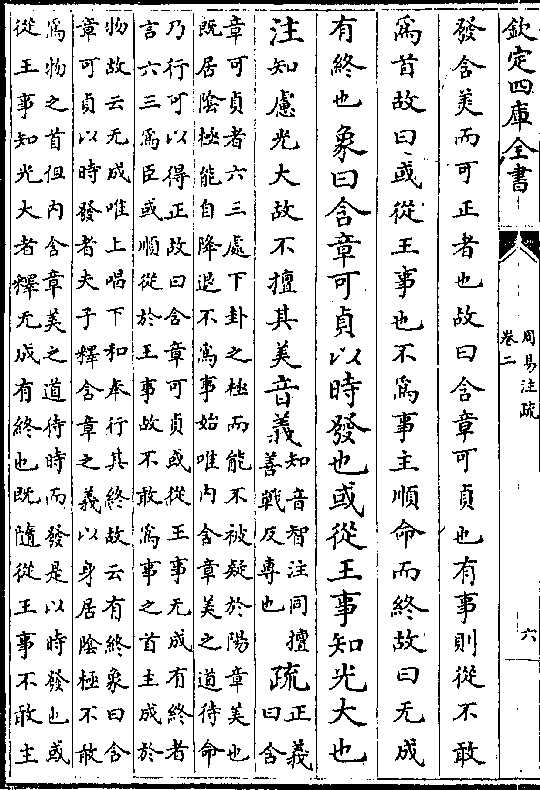 欽定四庫全書
周易注疏
卷二
六
發含美而可正者也故曰含章可貞也有事則從不敢
為首故曰或從王事也不為事主順命而終故曰无成
有終也象曰含章可貞以時發也或從王事知光大也
注知慮光大故不擅其美音義知音智注同擅
善戰反專也疏正義
曰含
章可貞者六三處下卦之極而能不被疑於陽章美也
既居陰極能自降退不為事始唯内含章美之道待命
乃行可以得正故曰含章可貞或從王事无成有終者
言六三為臣或順從於王事故不敢為事之首主成於
物故云无成唯上唱下和奉行其終故云有終象曰含
章可貞以時發者夫子釋含章之義以身居陰極不敢
為物之首但内含章美之道待時而發是以時發也或
從王事知光大者釋无成有終也既隨從王事不敢主